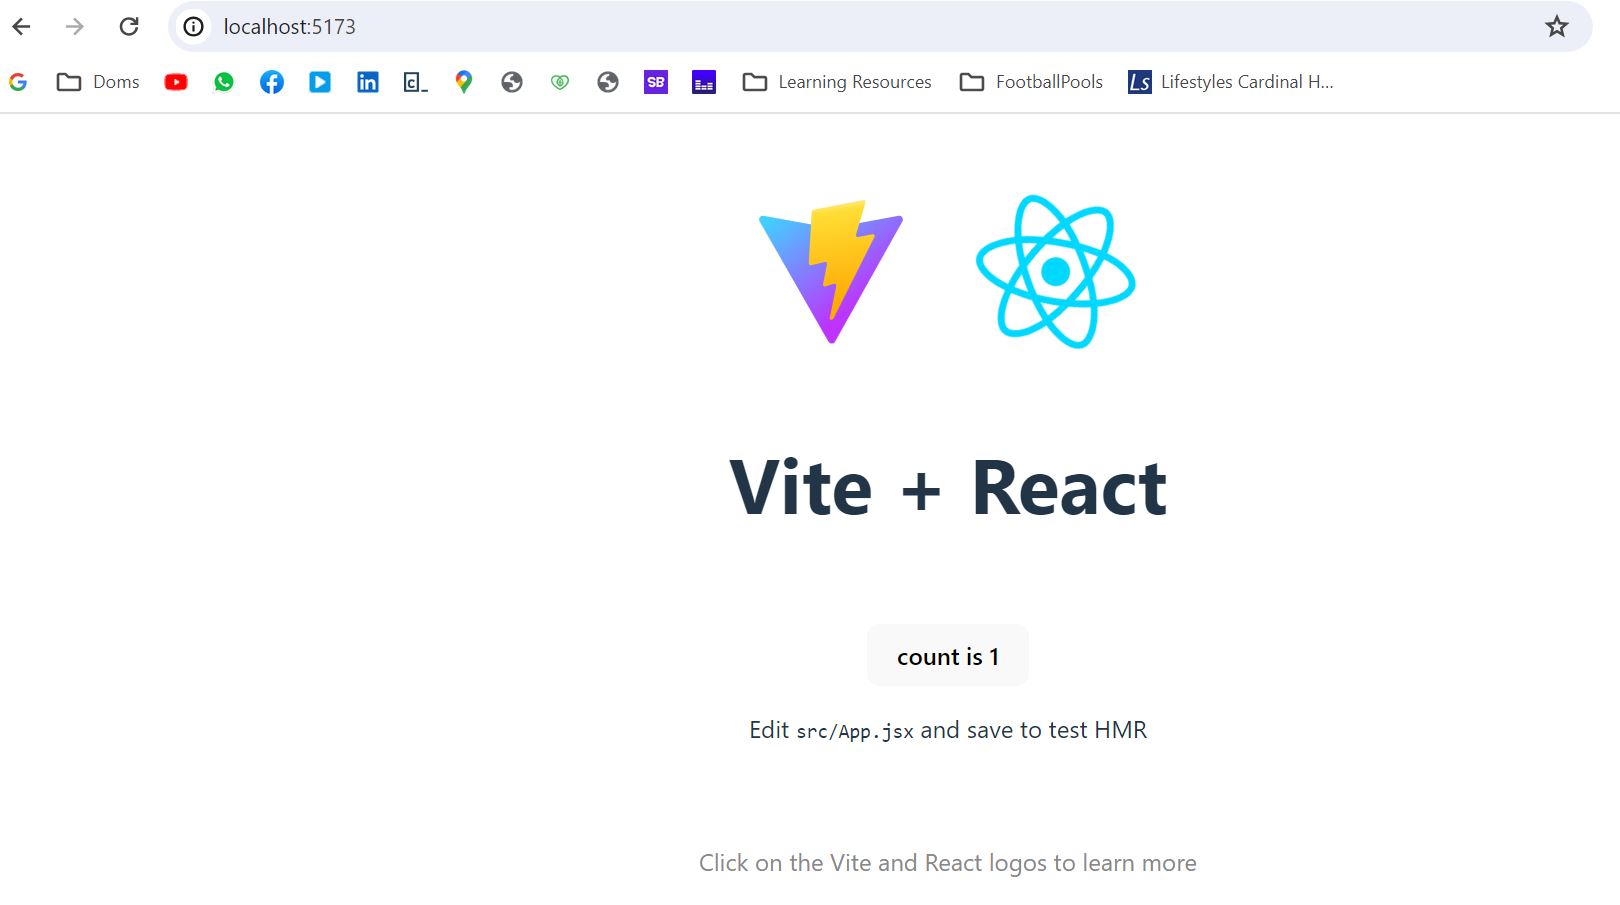 localhost:5173
Doms
in
c_
SB
Learning Resources
FootballPools
Ls
Lifestyles Cardinal H...
Vite + React
count is 1
Edit src/App.jsx and save to test HMR
Click on the Vite and React logos to learn more